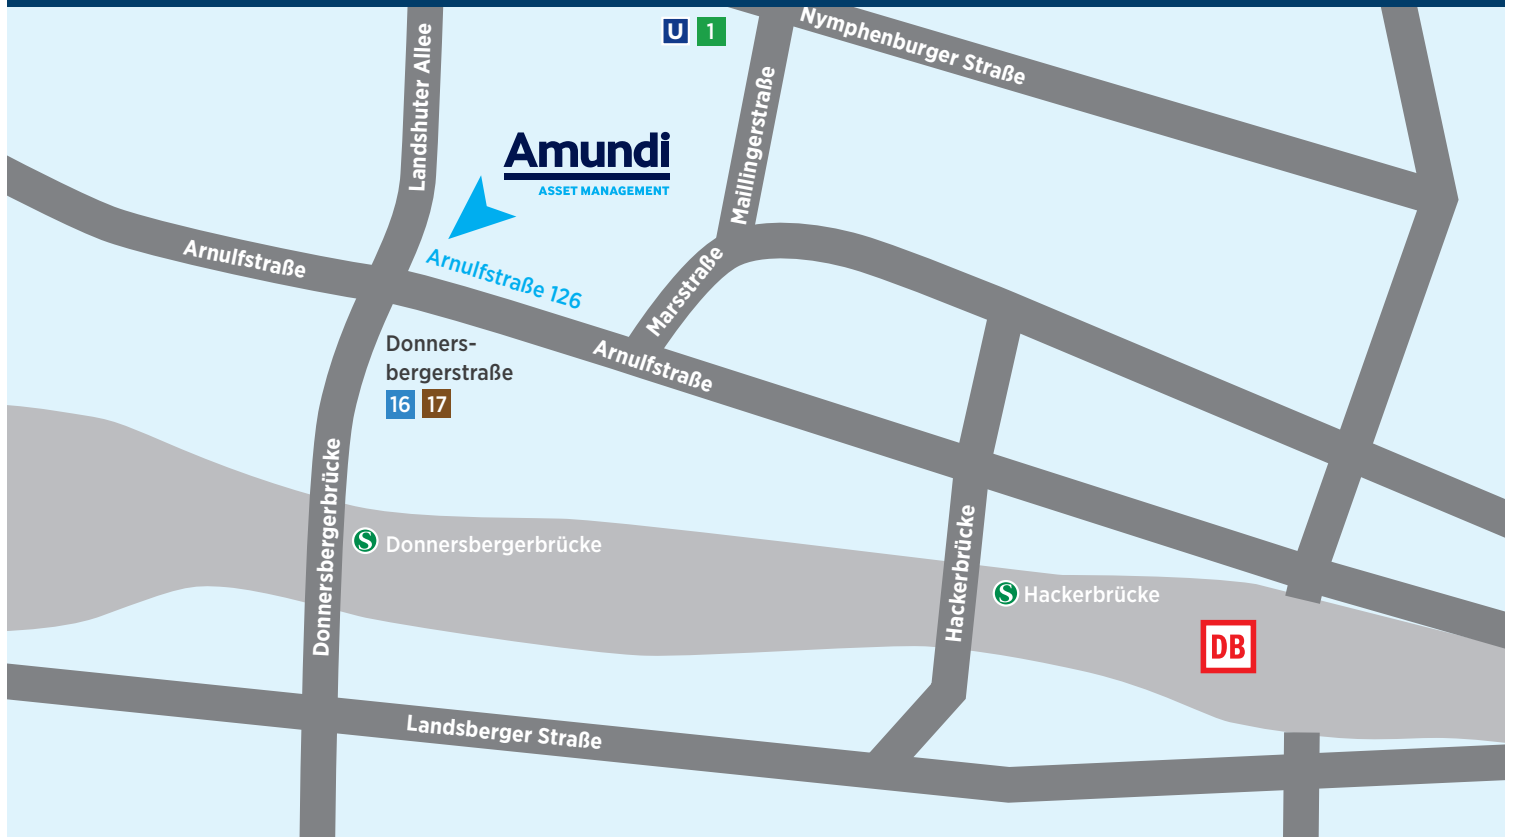 U 1
Nymphenburger Straße
Landshuter Allee
Maillingerstraße
Amundi
ASSET MANAGEMENT
Arnulfstraße
Arnulfstraße 126
Marsstraße
Donners-
bergerstraße
16 17
Arnulfstraße
Donnersbergerbrücke
S Donnersbergerbrücke
Hackerbrücke
S Hackerbrücke
DB
Landsberger Straße